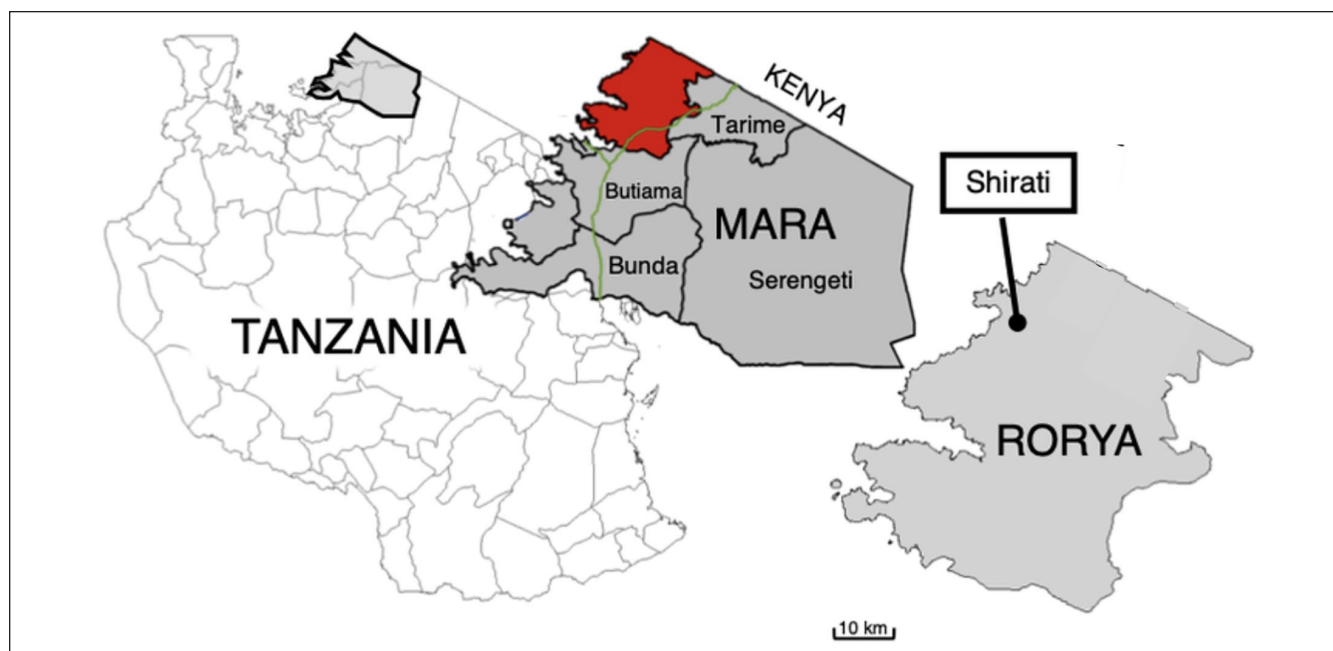 KENYA
Tarime
Shirati
Butiama
MARA
Bunda
Serengeti
TANZANIA
RORYA
10 km